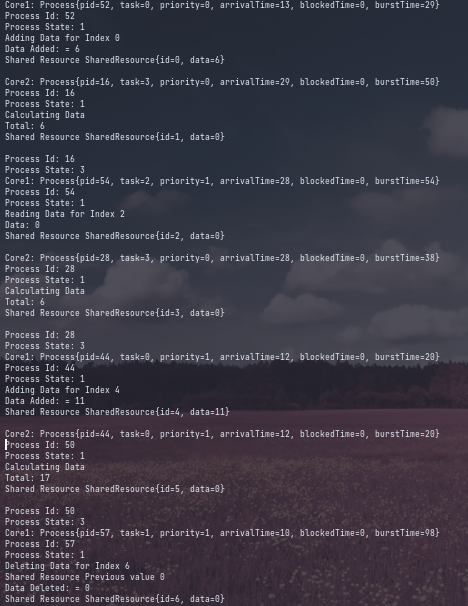 Core1: Process{pid=52, task=0, priority=0, arrivalTime=13, blockedTime=0, burstTime=29}
Process Id: 52
Process State: 1
Adding Data for Index 0
Data Added: = 6
Shared Resource SharedResource{id=0, data=6}
Core2: Process{pid=16, task=3, priority=0, arrivalTime=29, blockedTime=0, burstTime=50}
Process Id: 16
Process State: 1
Calculating Data
Total: 6
Shared Resource SharedResource{id=1, data=0}
Process Id: 16
Process State: 3
Core1: Process{pid=54, task=2, priority=1, arrivalTime=28, blockedTime=0, burstTime=54}
Process Id: 54
Process State: 1
Reading Data for Index 2
Data: 0
Shared Resource SharedResource{id=2, data=0}
Core2: Process{pid=28, task=3, priority=0, arrivalTime=28, blockedTime=0, burstTime=38}
Process Id: 28
Process State: 1
Calculating Data
Total: 6
Shared Resource SharedResource{id=3, data=0}
Process Id: 28
Process State: 3
Core1: Process{pid=44, task=0, priority=1, arrivalTime=12, blockedTime=0, burstTime=20}
Process Id: 44
Process State: 1
Adding Data for Index 4
Data Added: = 11
Shared Resource SharedResource{id=4, data=11}
Core2: Process{pid=44, task=0, priority=1, arrivalTime=12, blockedTime=0, burstTime=20}
Process Id: 50
Process State: 1
Calculating Data
Total: 17
Shared Resource SharedResource{id=5, data=0}
Process Id: 50
Process State: 3
Core1: Process{pid=57, task=1, priority=1, arrivalTime=10, blockedTime=0, burstTime=98}
Process Id: 57
Process State: 1
Deleting Data for Index 6
Shared Resource Previous value 0
Data Deleted: = 0
Shared Resource SharedResource{id=6, data=0}